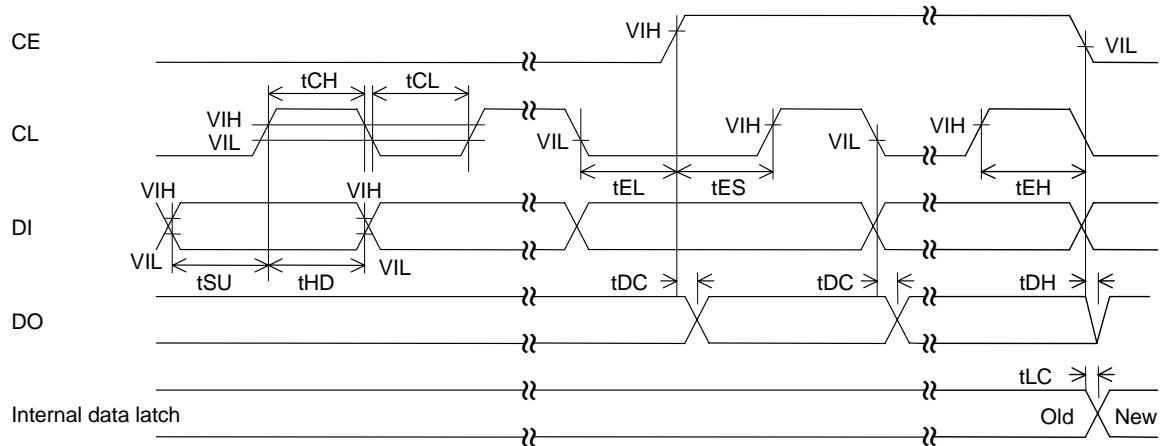 CE
VIH
VIL
tCH
tCL
CL
VIH
VIL
VIL
VIH
VIL
VIH
tEL
tES
tEH
DI
VIH
VIH
VIL
VIL
tSU
tHD
DO
tDC
tDC
tDH
tLC
Internal data latch
Old
New